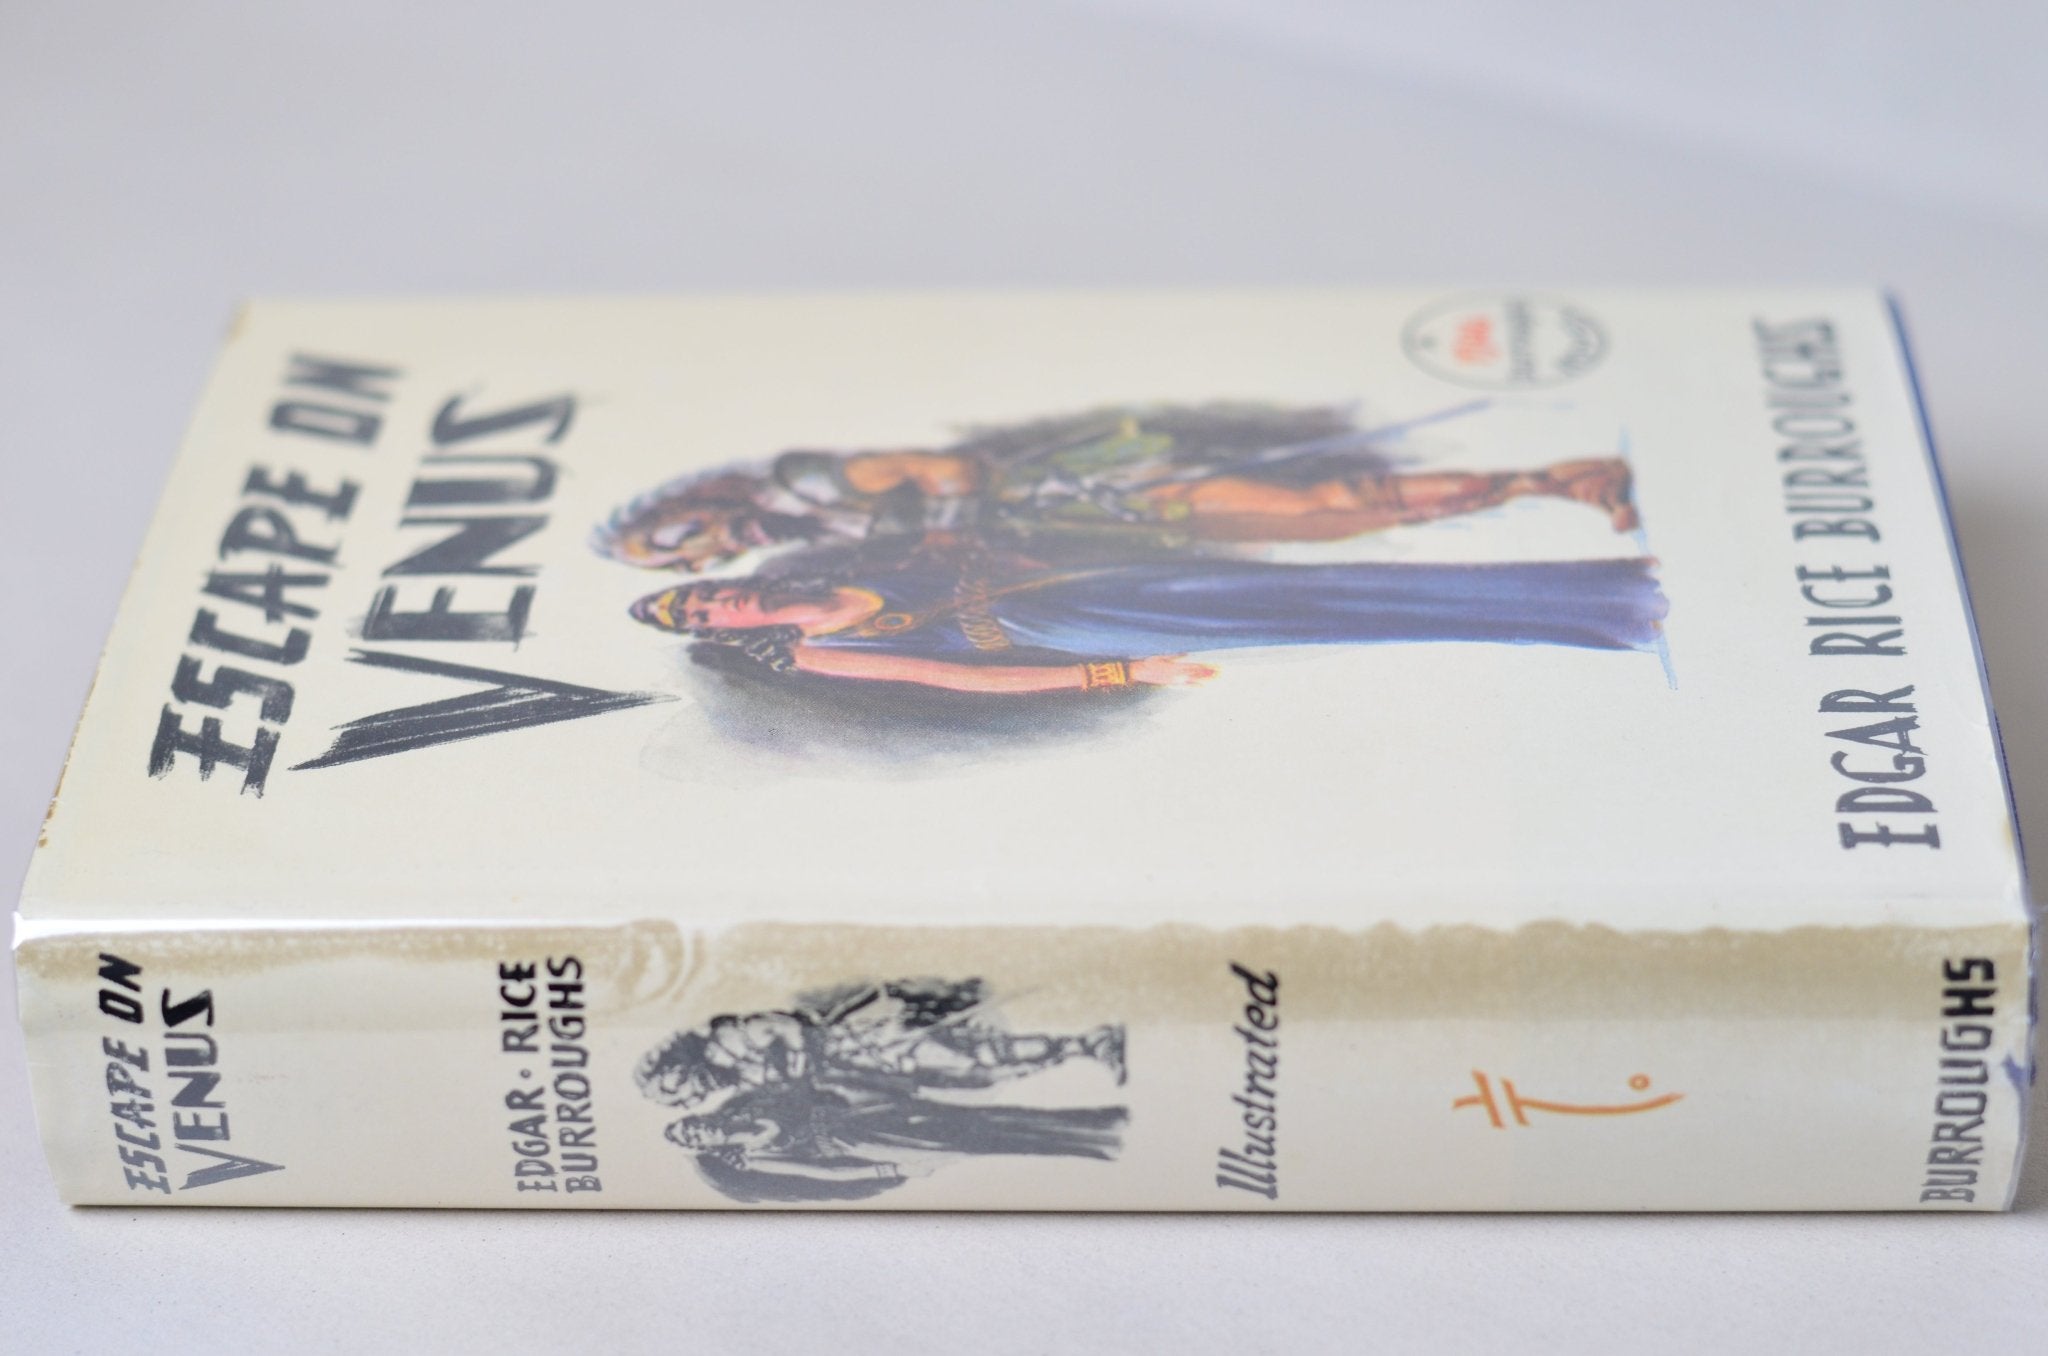 ESCAPE ON
VENUS
EDGAR RICE BURROUGHS
ESCAPE ON
VENUS
EDGAR · RICE
BURROUGHS
Illustrated
BURROUGHS